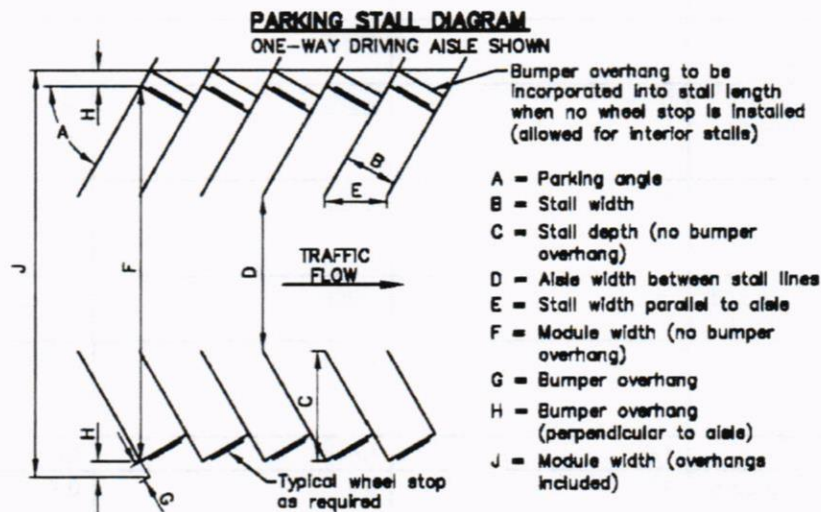 PARKING STALL DIAGRAM
ONE-WAY DRIVING AISLE SHOWN
Bumper overhang to be
incorporated into stall length
when no wheel stop is installed
(allowed for interior stalls)
H
A
B
E
A = Parking angle
B = Stall width
C = Stall depth (no bumper
overhang)
D = Aisle width between stall lines
E = Stall width parallel to aisle
F = Module width (no bumper
overhang)
G = Bumper overhang
H = Bumper overhang
(perpendicular to aisle)
J = Module width (overhangs
included)
J
F
D
TRAFFIC
FLOW
C
H
G
Typical wheel stop
as required